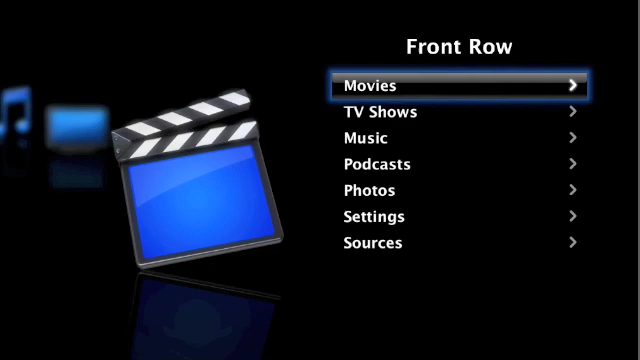 Front Row
Movies
TV Shows
Music
Podcasts
Photos
Settings
Sources